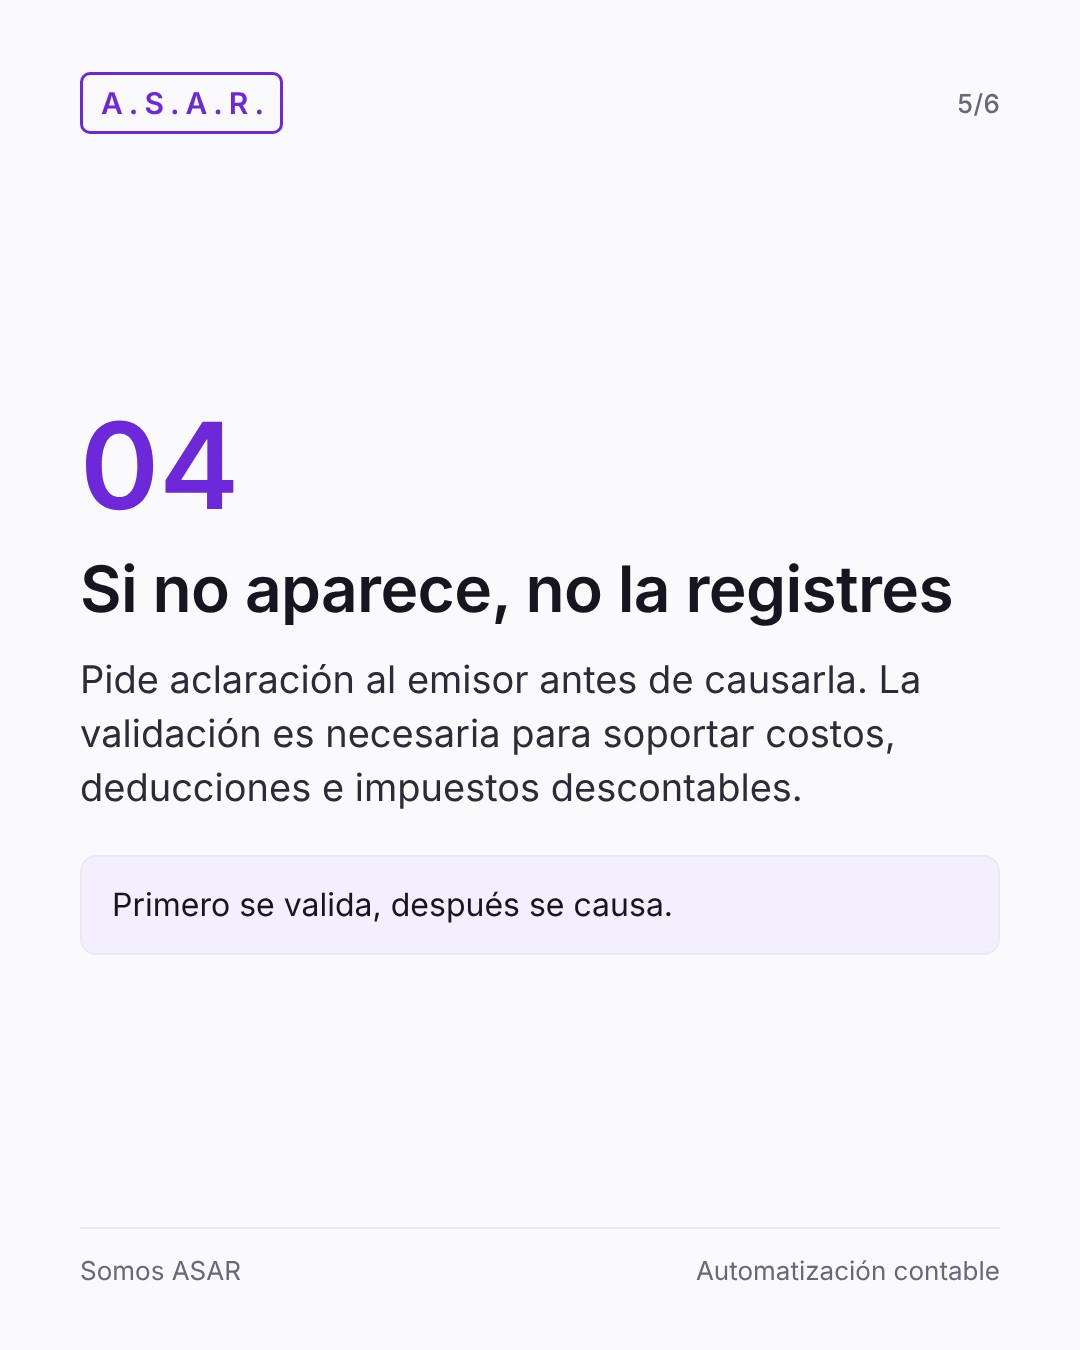 A.S.A.R.
5/6
04
Si no aparece, no la registres
Pide aclaración al emisor antes de causarla. La
validación es necesaria para soportar costos,
deducciones e impuestos descontables.
Primero se valida, después se causa.
Somos ASAR
Automatización contable